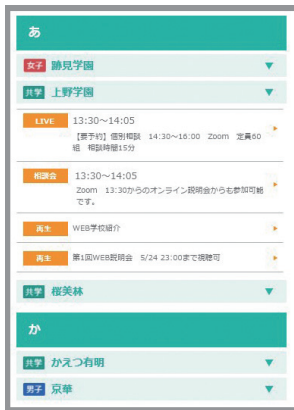 あ
女子 跡見学園 ▼
共学 上野学園 ▼
LIVE 13:30〜14:05
【要予約】個別相談 14:30〜16:00 Zoom 定員60
組 相談時間15分
相談会 13:30〜14:05
Zoom 13:30からのオンライン説明会からも参加可能
です。
再生 WEB学校紹介
再生 第1回WEB説明会 5/24 23:00まで視聴可
共学 桜美林 ▼
か
共学 かえつ有明 ▼
男子 京華 ▼